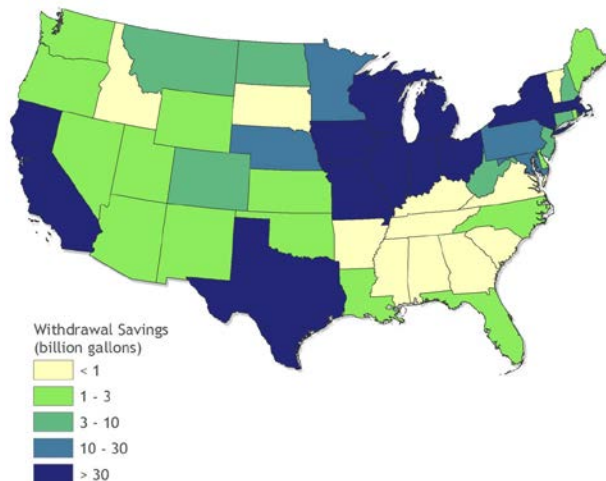 Withdrawal Savings
(billion gallons)
< 1
1 - 3
3 - 10
10 - 30
> 30